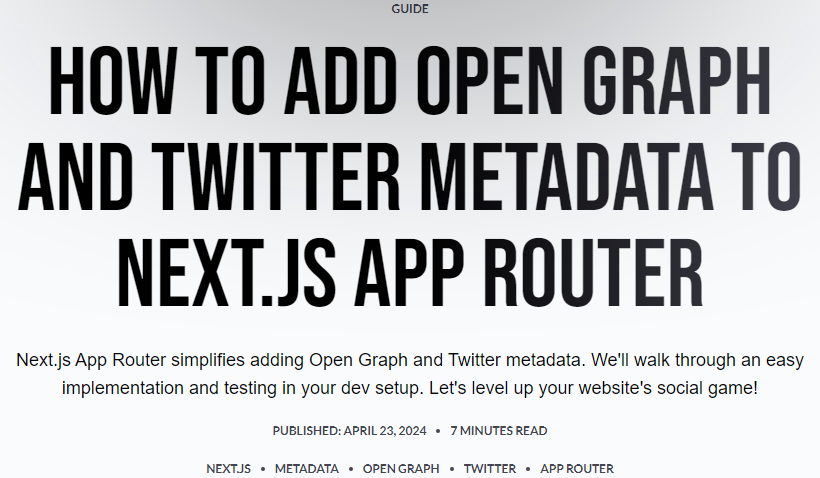 GUIDE
HOW TO ADD OPEN GRAPH
AND TWITTER METADATA TO
NEXT.JS APP ROUTER
Next.js App Router simplifies adding Open Graph and Twitter metadata. We'll walk through an easy
implementation and testing in your dev setup. Let's level up your website's social game!
PUBLISHED: APRIL 23, 2024 • 7 MINUTES READ
NEXTJS • METADATA • OPEN GRAPH • TWITTER • APP ROUTER